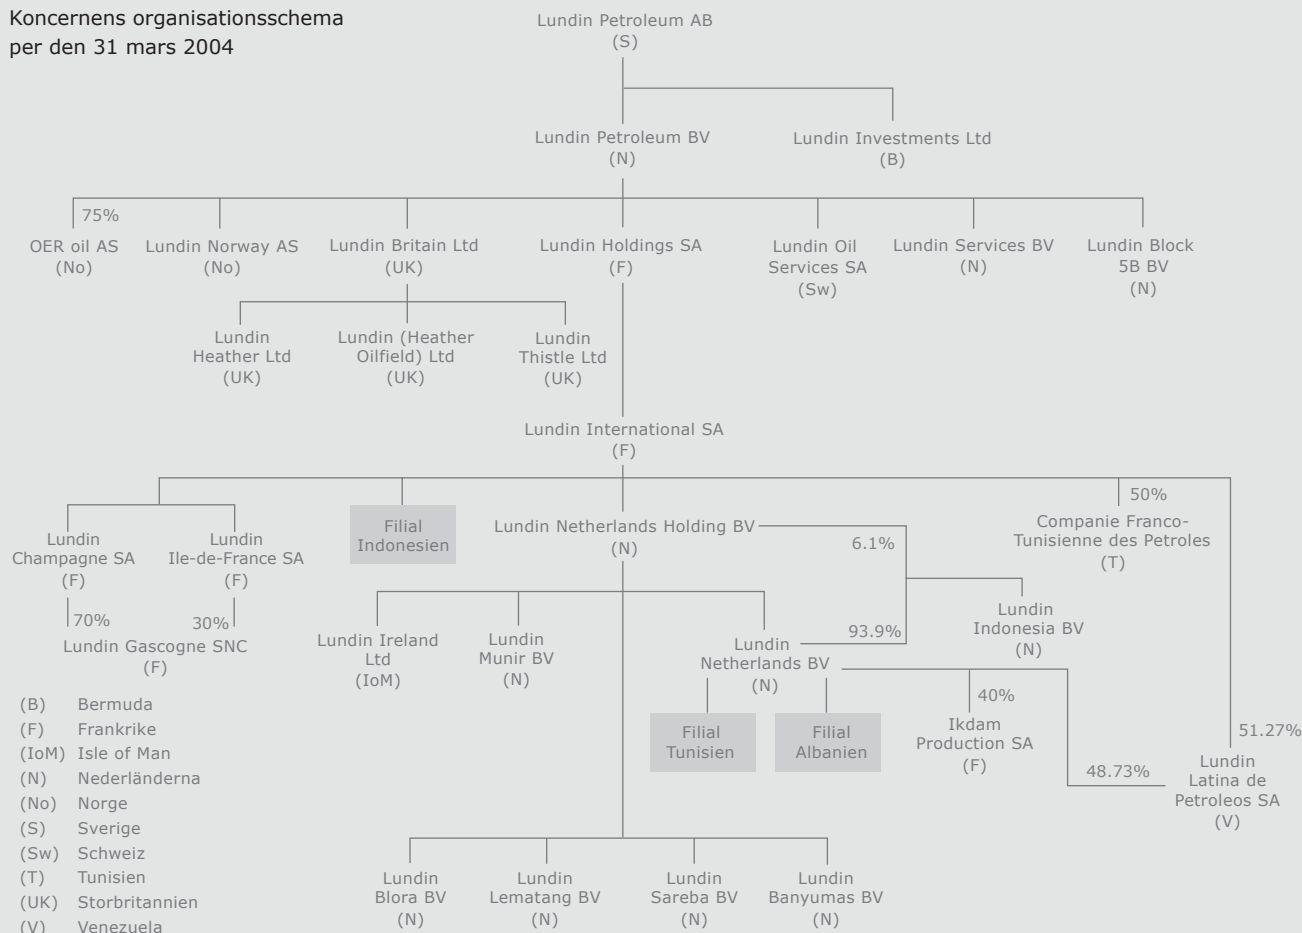 Koncernens organisationsschema
per den 31 mars 2004
Lundin Petroleum AB
(S)
Lundin Petroleum BV
(N)
Lundin Investments Ltd
(B)
75%
OER oil AS
(No)
Lundin Norway AS
(No)
Lundin Britain Ltd
(UK)
Lundin Holdings SA
(F)
Lundin Oil
Services SA
(Sw)
Lundin Services BV
(N)
Lundin Block
5B BV
(N)
Lundin
Heather Ltd
(UK)
Lundin (Heather
Oilfield) Ltd
(UK)
Lundin
Thistle Ltd
(UK)
Lundin International SA
(F)
Lundin
Champagne SA
(F)
Lundin
Ile-de-France SA
(F)
70%
30%
Lundin Gascogne SNC
(F)
Filial
Indonesien
Lundin Netherlands Holding BV
(N)
6.1%
50%
Companie Franco-
Tunisienne des Petroles
(T)
Lundin Ireland
Ltd
(IoM)
Lundin
Munir BV
(N)
Lundin
Netherlands BV
(N)
93.9%
Lundin
Indonesia BV
(N)
Filial
Tunisien
Filial
Albanien
40%
Ikdam
Production SA
(F)
48.73%
51.27%
Lundin
Latina de
Petroleos SA
(V)
Lundin
Blora BV
(N)
Lundin
Lematang BV
(N)
Lundin
Sareba BV
(N)
Lundin
Banyumas BV
(N)
(B) Bermuda
(F) Frankrike
(IoM) Isle of Man
(N) Nederländerna
(No) Norge
(S) Sverige
(Sw) Schweiz
(T) Tunisien
(UK) Storbritannien
(V) Venezuela